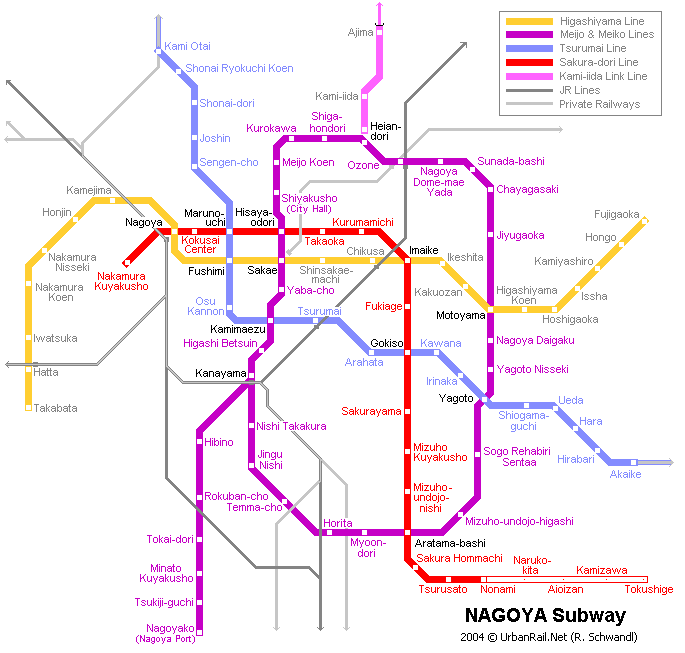 Higashiyama Line
Meijo & Meiko Lines
Tsurumai Line
Sakura-dori Line
Kami-iida Link Line
JR Lines
Private Railways
Kami Otai
Shonai Ryokuchi Koen
Shonai-dori
Joshin
Sengen-cho
Ajima
Kami-iida
Heian-
dori
Kurokawa
Shiga-
hondori
Meijo Koen
Shiyakusho
(City Hall)
Ozone
Nagoya
Dome-mae
Yada
Sunada-bashi
Chayagasaki
Jiyugaoka
Kamejima
Honjin
Nakamura
Nisseki
Nakamura
Koen
Iwatsuka
Hatta
Takabata
Nagoya
Nakamura
Kuyakusho
Maruno-
uchi
Kokusai
Center
Hisaya-
odori
Takaoka
Kurumamichi
Fushimi
Sakae
Shinsakae-
machi
Chikusa
Imaike
Ikeshita
Kakuozan
Higashiyama
Koen
Motoyama
Hoshigaoka
Issha
Kamiyashiro
Hongo
Fujigaoka
Osu
Kannon
Yaba-cho
Kamimaezu
Tsurumai
Fukiage
Gokiso
Higashi Betsuin
Kanayama
Arahata
Kawana
Irinaka
Nagoya Daigaku
Yagoto Nisseki
Yagoto
Shiogama-
guchi
Ueda
Hara
Hirabari
Akaike
Sakurayama
Nishi Takakura
Hibino
Jingu
Nishi
Mizuho
Kuyakusho
Sogo Rehabiri
Sentaa
Rokuban-cho
Temma-cho
Mizuho-
undojo-
nishi
Mizuho-undojo-higashi
Horita
Myoon-
dori
Aratama-bashi
Tokai-dori
Minato
Kuyakusho
Tsukiji-guchi
Nagoyako
(Nagoya Port)
Sakura Hommachi
Tsurusato
Nonami
Naruko-
kita
Aioizan
Kamizawa
Tokushige
NAGOYA Subway
2004 © UrbanRail.Net (R. Schwandl)